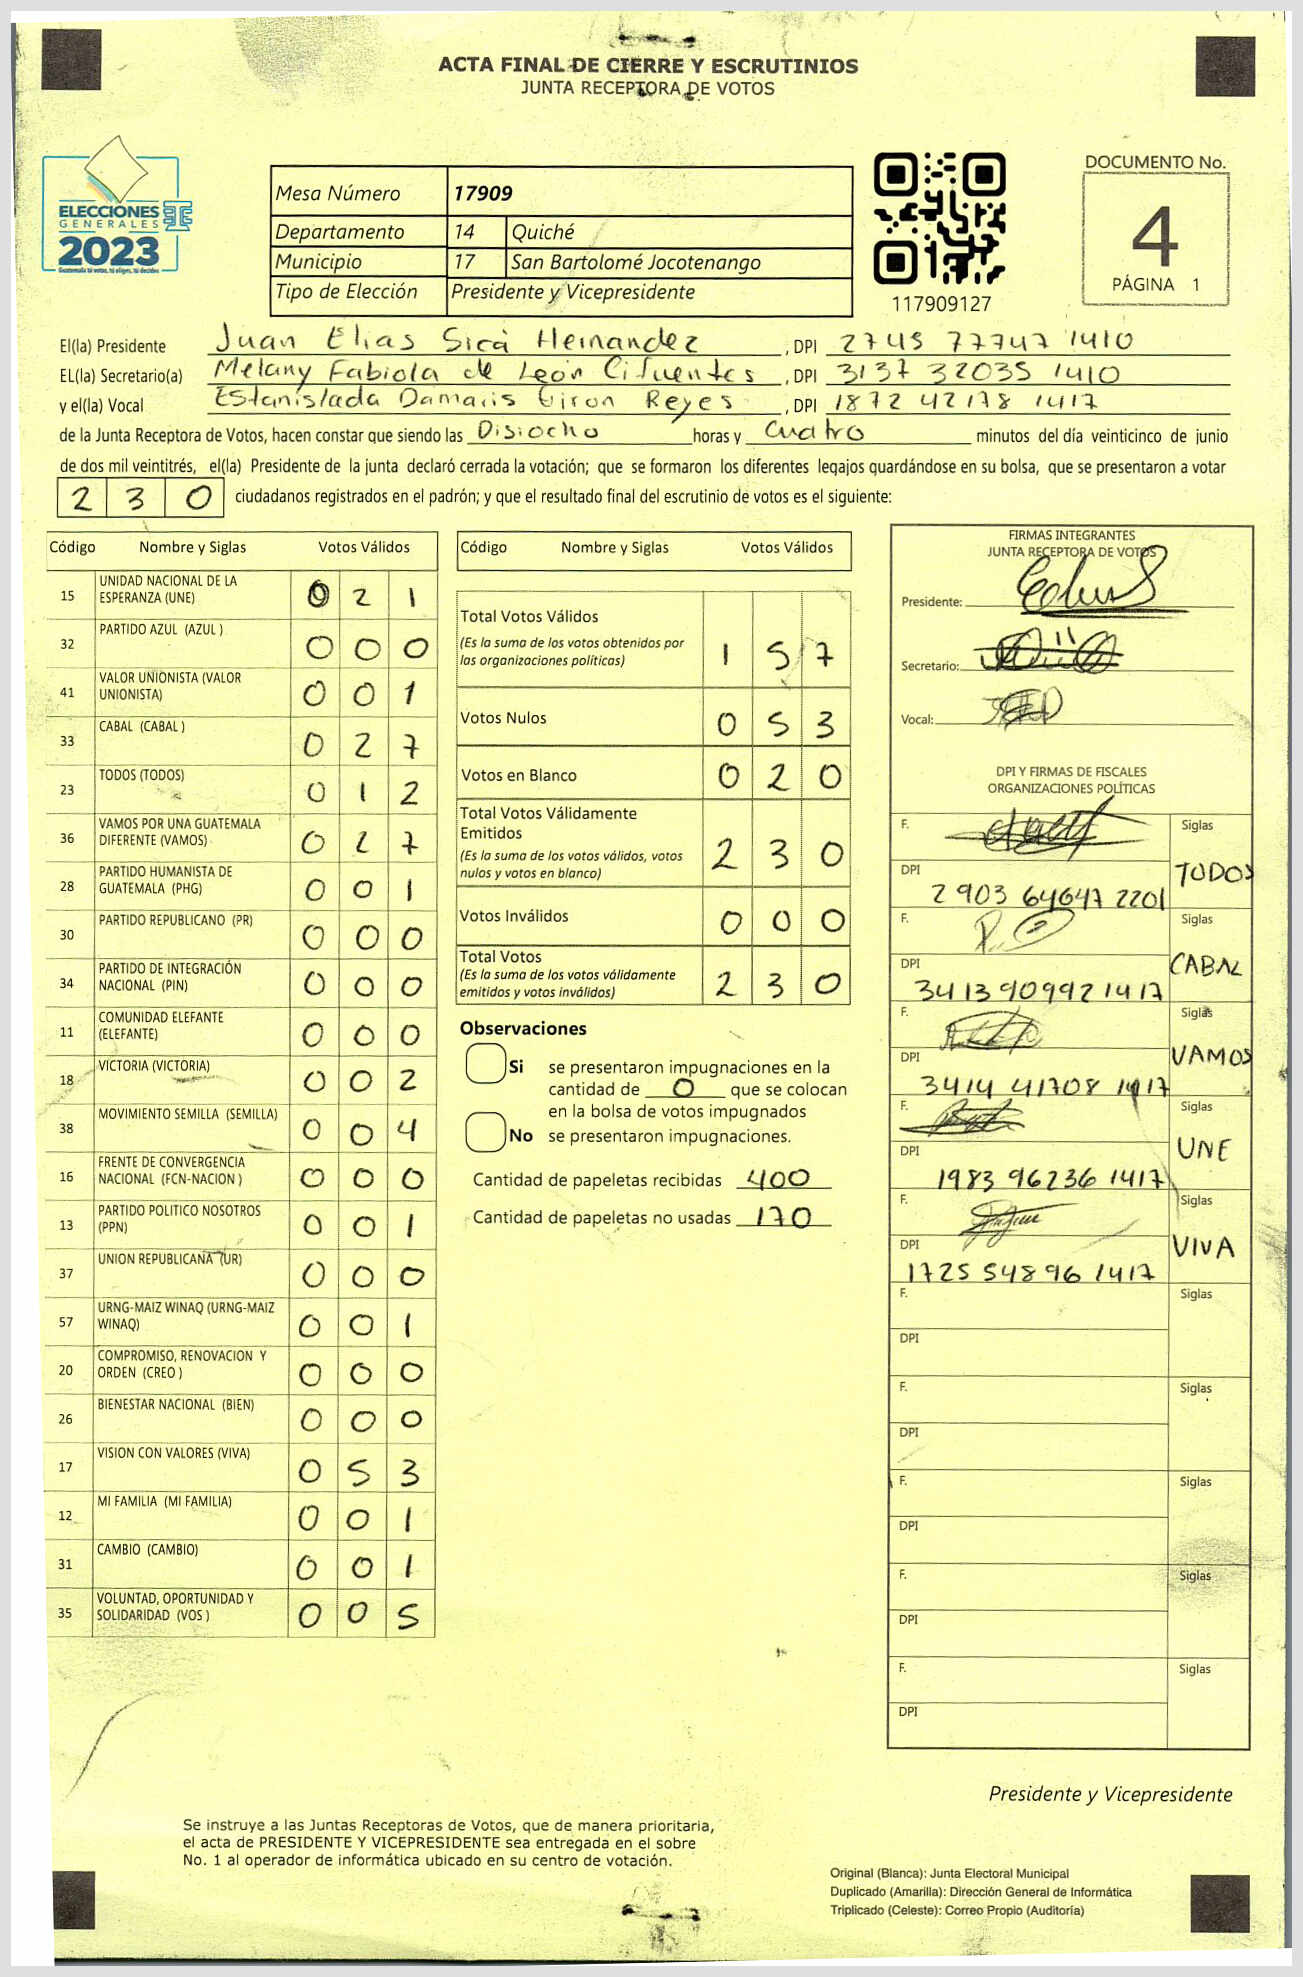 ACTA FINAL DE CIERRE Y ESCRUTINIOS
JUNTA RECEPTORA DE VOTOS
ELECCIONES
GENERALES
2023
Guatemala tú votas, tú eliges, tú decides
Mesa Número 17909
Departamento 14 Quiché
Municipio 17 San Bartolomé Jocotenango
Tipo de Elección Presidente y Vicepresidente
117909127
DOCUMENTO No.
4
PÁGINA 1
El(la) Presidente Juan Elias Sicá Hernandez , DPI 2745 77747 1410
EL(la) Secretario(a) Melany Fabiola de León Cifuentes , DPI 3137 32035 1410
y el(la) Vocal EStanislada Damaris Giron Reyes , DPI 1872 42178 1417
de la Junta Receptora de Votos, hacen constar que siendo las Disiocho horas y Cuatro minutos del día veinticinco de junio
de dos mil veintitrés, el(la) Presidente de la junta declaró cerrada la votación; que se formaron los diferentes legajos guardándose en su bolsa, que se presentaron a votar
2 3 0 ciudadanos registrados en el padrón; y que el resultado final del escrutinio de votos es el siguiente:
Código Nombre y Siglas Votos Válidos
15 UNIDAD NACIONAL DE LA ESPERANZA (UNE) 0 2 1
32 PARTIDO AZUL (AZUL ) 0 0 0
41 VALOR UNIONISTA (VALOR UNIONISTA) 0 0 1
33 CABAL (CABAL ) 0 2 7
23 TODOS (TODOS) 0 1 2
36 VAMOS POR UNA GUATEMALA DIFERENTE (VAMOS) 0 2 7
28 PARTIDO HUMANISTA DE GUATEMALA (PHG) 0 0 1
30 PARTIDO REPUBLICANO (PR) 0 0 0
34 PARTIDO DE INTEGRACIÓN NACIONAL (PIN) 0 0 0
11 COMUNIDAD ELEFANTE (ELEFANTE) 0 0 0
18 VICTORIA (VICTORIA) 0 0 2
38 MOVIMIENTO SEMILLA (SEMILLA) 0 0 4
16 FRENTE DE CONVERGENCIA NACIONAL (FCN-NACION ) 0 0 0
13 PARTIDO POLITICO NOSOTROS (PPN) 0 0 1
37 UNION REPUBLICANA (UR) 0 0 0
57 URNG-MAIZ WINAQ (URNG-MAIZ WINAQ) 0 0 1
20 COMPROMISO, RENOVACION Y ORDEN (CREO ) 0 0 0
26 BIENESTAR NACIONAL (BIEN) 0 0 0
17 VISION CON VALORES (VIVA) 0 5 3
12 MI FAMILIA (MI FAMILIA) 0 0 1
31 CAMBIO (CAMBIO) 0 0 1
35 VOLUNTAD, OPORTUNIDAD Y SOLIDARIDAD (VOS ) 0 0 5
Código Nombre y Siglas Votos Válidos
Total Votos Válidos
(Es la suma de los votos obtenidos por
las organizaciones políticas) 1 5 7
Votos Nulos 0 5 3
Votos en Blanco 0 2 0
Total Votos Válidamente
Emitidos
(Es la suma de los votos válidos, votos
nulos y votos en blanco) 2 3 0
Votos Inválidos 0 0 0
Total Votos
(Es la suma de los votos válidamente
emitidos y votos inválidos) 2 3 0
Observaciones
Si se presentaron impugnaciones en la
cantidad de 0 que se colocan
en la bolsa de votos impugnados
No se presentaron impugnaciones.
Cantidad de papeletas recibidas 400
Cantidad de papeletas no usadas 170
FIRMAS INTEGRANTES
JUNTA RECEPTORA DE VOTOS
Presidente:
Secretario:
Vocal:
DPI Y FIRMAS DE FISCALES
ORGANIZACIONES POLÍTICAS
F. Siglas
TODOS
DPI
2903 64647 2201
F. Siglas
CABAL
DPI
3413 90992 1417
F. Siglas
VAMOS
DPI
3414 41708 1417
F. Siglas
UNE
DPI
1983 96236 1417
F. Siglas
VIVA
DPI
1725 54896 1417
F. Siglas
DPI
F. Siglas
DPI
F. Siglas
DPI
F. Siglas
DPI
F. Siglas
DPI
Presidente y Vicepresidente
Se instruye a las Juntas Receptoras de Votos, que de manera prioritaria,
el acta de PRESIDENTE Y VICEPRESIDENTE sea entregada en el sobre
No. 1 al operador de informática ubicado en su centro de votación.
Original (Blanca): Junta Electoral Municipal
Duplicado (Amarilla): Dirección General de Informática
Triplicado (Celeste): Correo Propio (Auditoría)